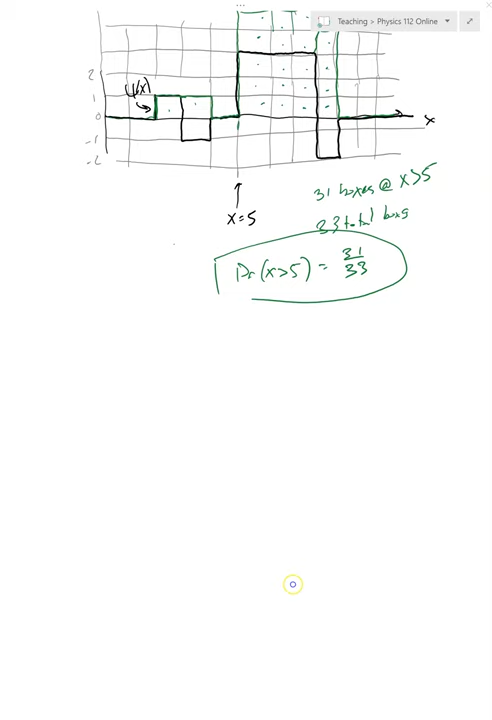 Teaching > Physics 112 Online
2
ψ(x)
1
0
x
-1
-2
31 boxes @ x>5
x=5
33 total boxes
Pr(x>5) = 31/33